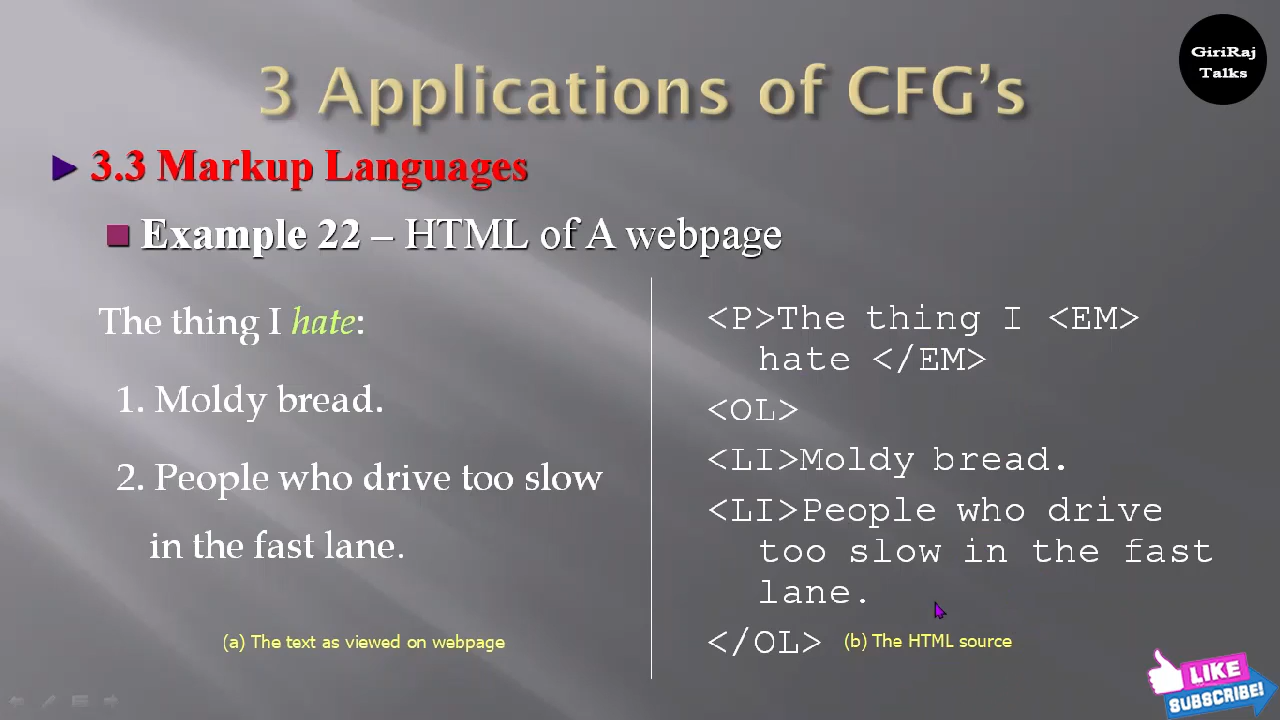 GiriRaj
Talks
3 Applications of CFG's
3.3 Markup Languages
Example 22 – HTML of A webpage
The thing I hate:
1. Moldy bread.
2. People who drive too slow
in the fast lane.
(a) The text as viewed on webpage
<P>The thing I <EM>
hate </EM>
<OL>
<LI>Moldy bread.
<LI>People who drive
too slow in the fast
lane.
</OL>
(b) The HTML source
LIKE
SUBSCRIBE!